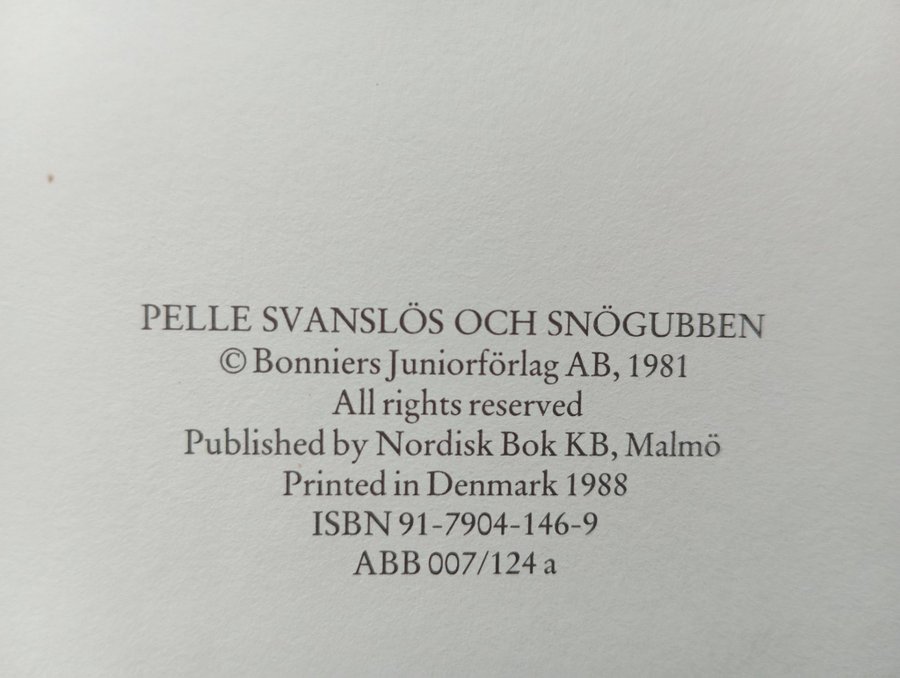 PELLE SVANSLÖS OCH SNÖGUBBEN
© Bonniers Juniorförlag AB, 1981
All rights reserved
Published by Nordisk Bok KB, Malmö
Printed in Denmark 1988
ISBN 91-7904-146-9
ABB 007/124 a